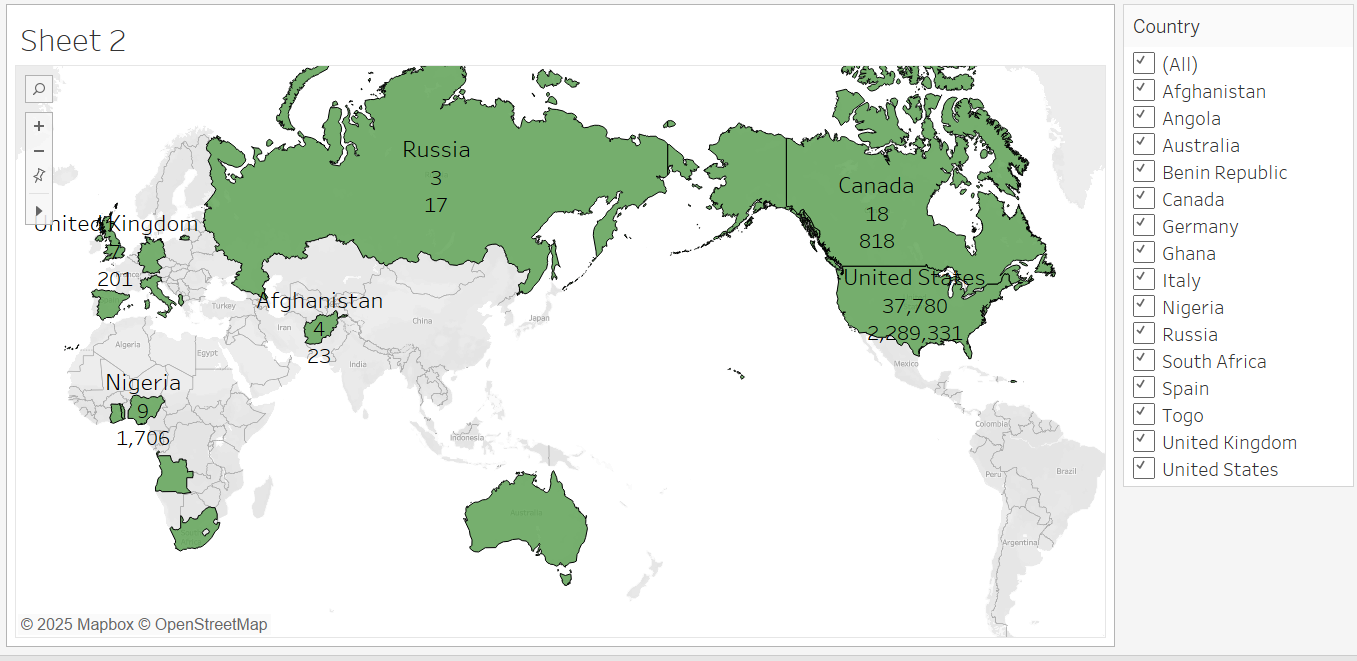 Sheet 2
Russia
3
17
Canada
18
818
United Kingdom
7
201
United States
37,780
2,289,331
Afghanistan
4
23
Turkey
Iran
China
Japan
Algeria
Egypt
India
Mexico
Nigeria
9
1,706
Indonesia
Colombia
Peru
Brazil
Australia
Argentina
© 2025 Mapbox © OpenStreetMap
Country
(All)
Afghanistan
Angola
Australia
Benin Republic
Canada
Germany
Ghana
Italy
Nigeria
Russia
South Africa
Spain
Togo
United Kingdom
United States